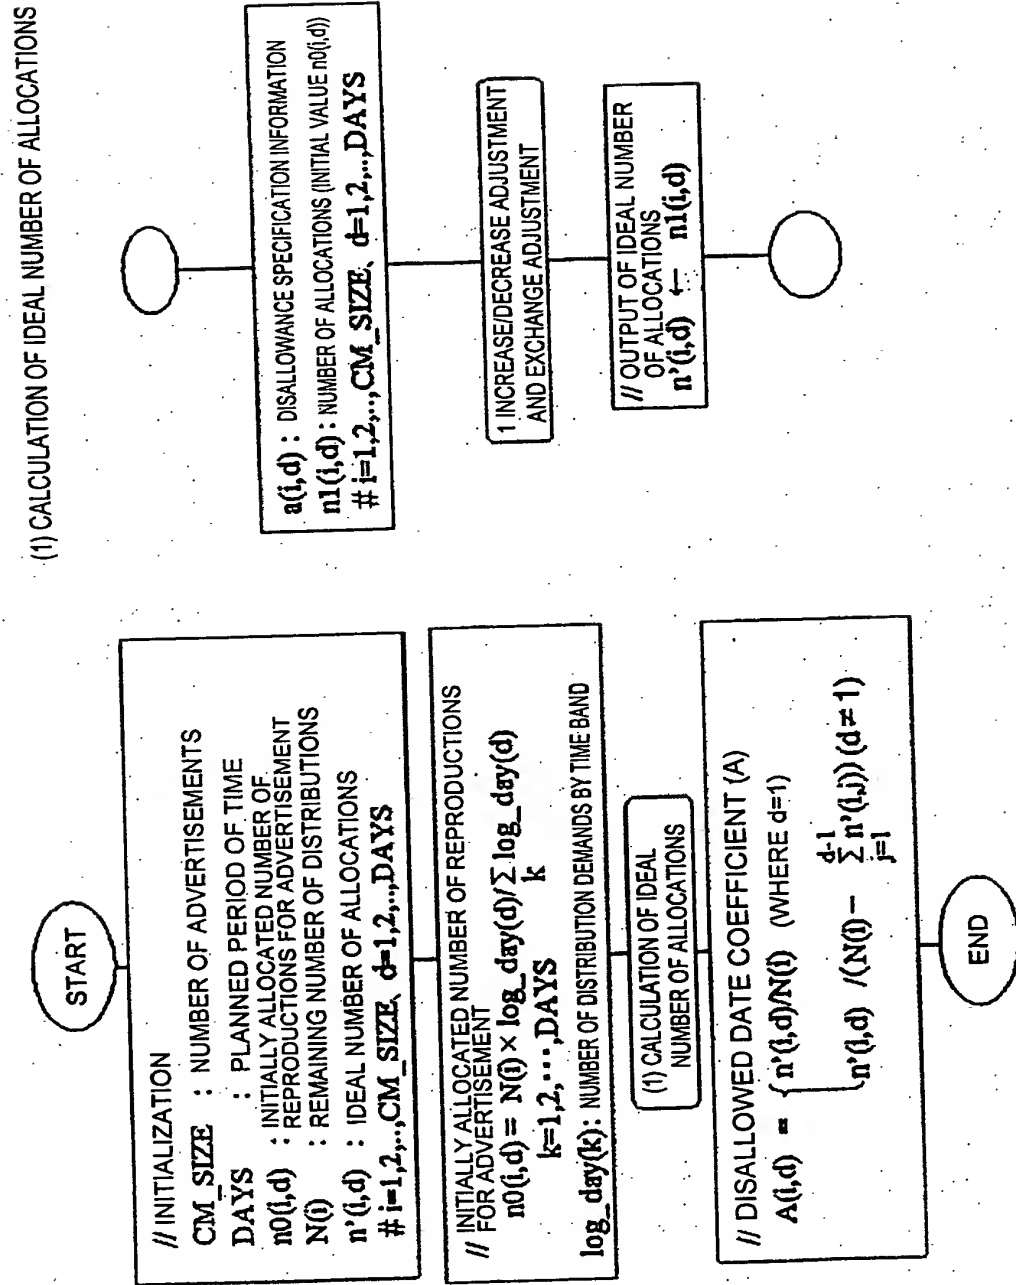 START
// INITIALIZATION
CM_SIZE : NUMBER OF ADVERTISEMENTS
DAYS : PLANNED PERIOD OF TIME
n0(i,d) : INITIALLY ALLOCATED NUMBER OF
REPRODUCTIONS FOR ADVERTISEMENT
N(i) : REMAINING NUMBER OF DISTRIBUTIONS
n'(i,d) : IDEAL NUMBER OF ALLOCATIONS
# i=1,2,..,CM_SIZE、d=1,2,..,DAYS
// INITIALLY ALLOCATED NUMBER OF REPRODUCTIONS
FOR ADVERTISEMENT
n0(i,d) = N(i) × log_day(d)/∑ log_day(d)
k
k=1,2,···,DAYS
log_day(k): NUMBER OF DISTRIBUTION DEMANDS BY TIME BAND
(1) CALCULATION OF IDEAL
NUMBER OF ALLOCATIONS
// DISALLOWED DATE COEFFICIENT (A)
A(i,d) = { n'(i,d)/N(i) (WHERE d=1)
d-1
n'(i,d) /(N(i)− ∑ n'(i,j)) (d≠1)
j=1
END
(1) CALCULATION OF IDEAL NUMBER OF ALLOCATIONS
a(i,d) : DISALLOWANCE SPECIFICATION INFORMATION
n1(i,d) : NUMBER OF ALLOCATIONS (INITIAL VALUE n0(i,d))
# i=1,2,..,CM_SIZE、d=1,2,..,DAYS
1 INCREASE/DECREASE ADJUSTMENT
AND EXCHANGE ADJUSTMENT
// OUTPUT OF IDEAL NUMBER
OF ALLOCATIONS
n'(i,d) ← n1(i,d)